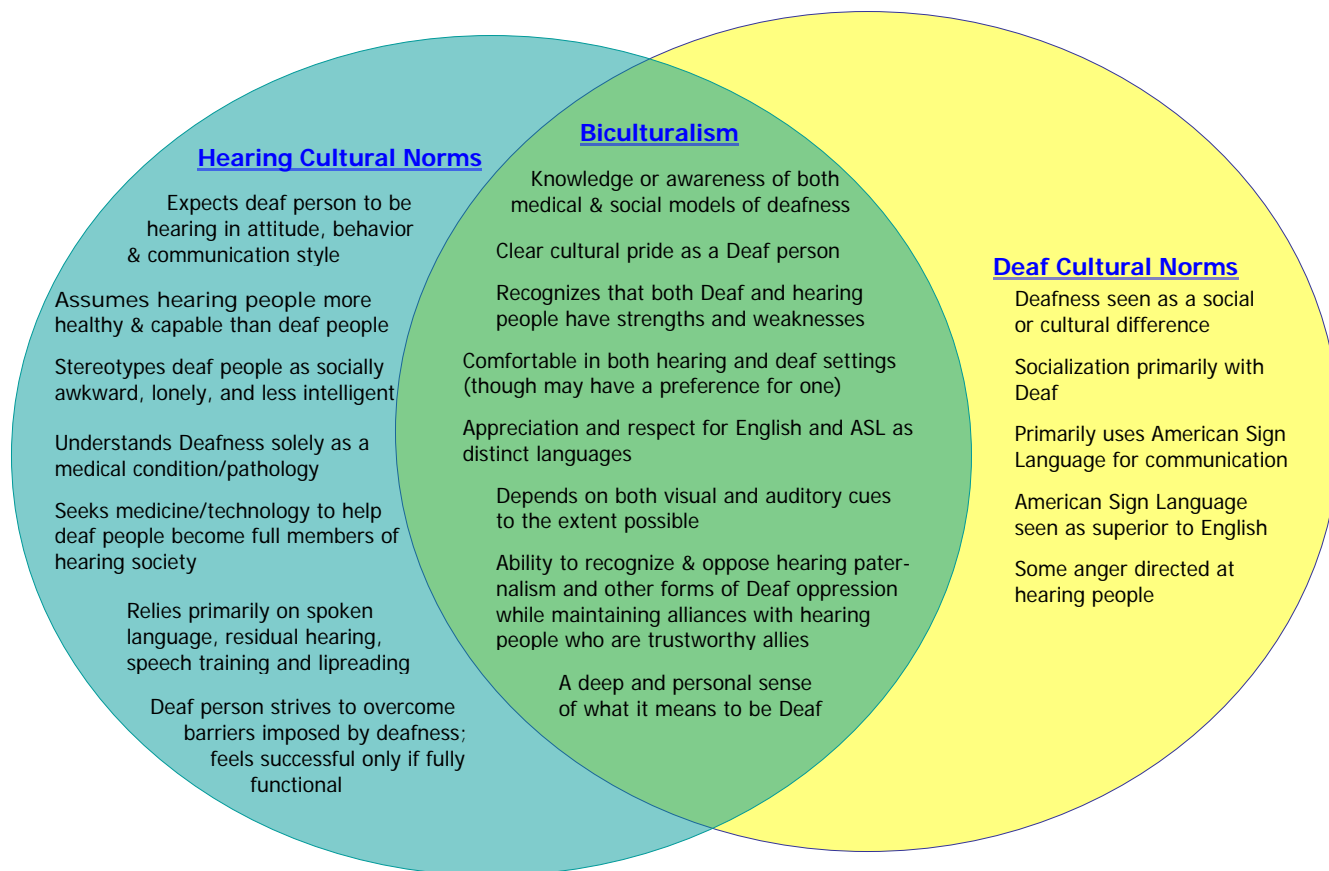 Hearing Cultural Norms
Expects deaf person to be
hearing in attitude, behavior
& communication style
Assumes hearing people more
healthy & capable than deaf people
Stereotypes deaf people as socially
awkward, lonely, and less intelligent
Understands Deafness solely as a
medical condition/pathology
Seeks medicine/technology to help
deaf people become full members of
hearing society
Relies primarily on spoken
language, residual hearing,
speech training and lipreading
Deaf person strives to overcome
barriers imposed by deafness;
feels successful only if fully
functional
Biculturalism
Knowledge or awareness of both
medical & social models of deafness
Clear cultural pride as a Deaf person
Recognizes that both Deaf and hearing
people have strengths and weaknesses
Comfortable in both hearing and deaf settings
(though may have a preference for one)
Appreciation and respect for English and ASL as
distinct languages
Depends on both visual and auditory cues
to the extent possible
Ability to recognize & oppose hearing pater-
nalism and other forms of Deaf oppression
while maintaining alliances with hearing
people who are trustworthy allies
A deep and personal sense
of what it means to be Deaf
Deaf Cultural Norms
Deafness seen as a social
or cultural difference
Socialization primarily with
Deaf
Primarily uses American Sign
Language for communication
American Sign Language
seen as superior to English
Some anger directed at
hearing people